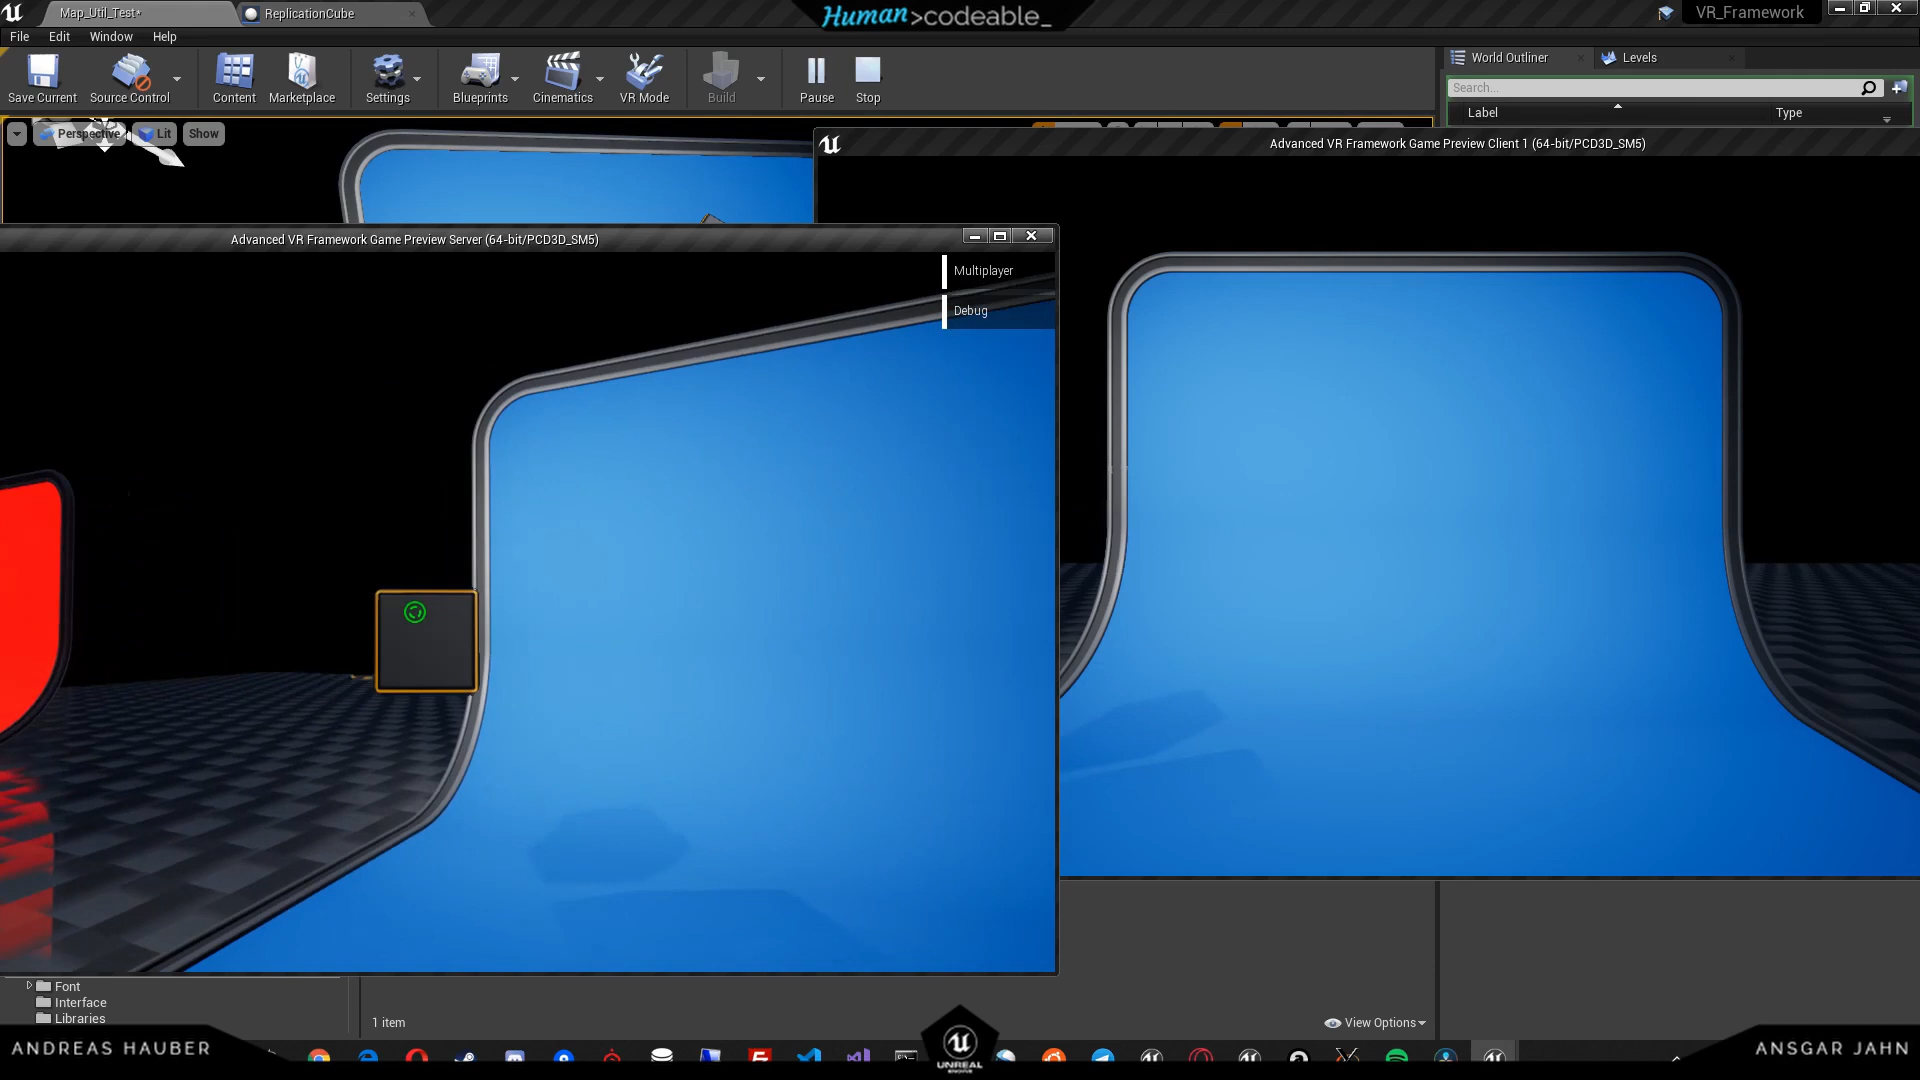 Map_Util_Test*
ReplicationCube
Human>codeable_
VR_Framework
File
Edit
Window
Help
World Outliner
Levels
Save Current
Source Control
Content
Marketplace
Settings
Blueprints
Cinematics
VR Mode
Build
Pause
Stop
Search...
Label
Type
Perspective
Lit
Show
Advanced VR Framework Game Preview Client 1 (64-bit/PCD3D_SM5)
Advanced VR Framework Game Preview Server (64-bit/PCD3D_SM5)
Multiplayer
Debug
Font
Interface
Libraries
1 item
View Options
ANDREAS HAUBER
UNREAL
ENGINE
ANSGAR JAHN